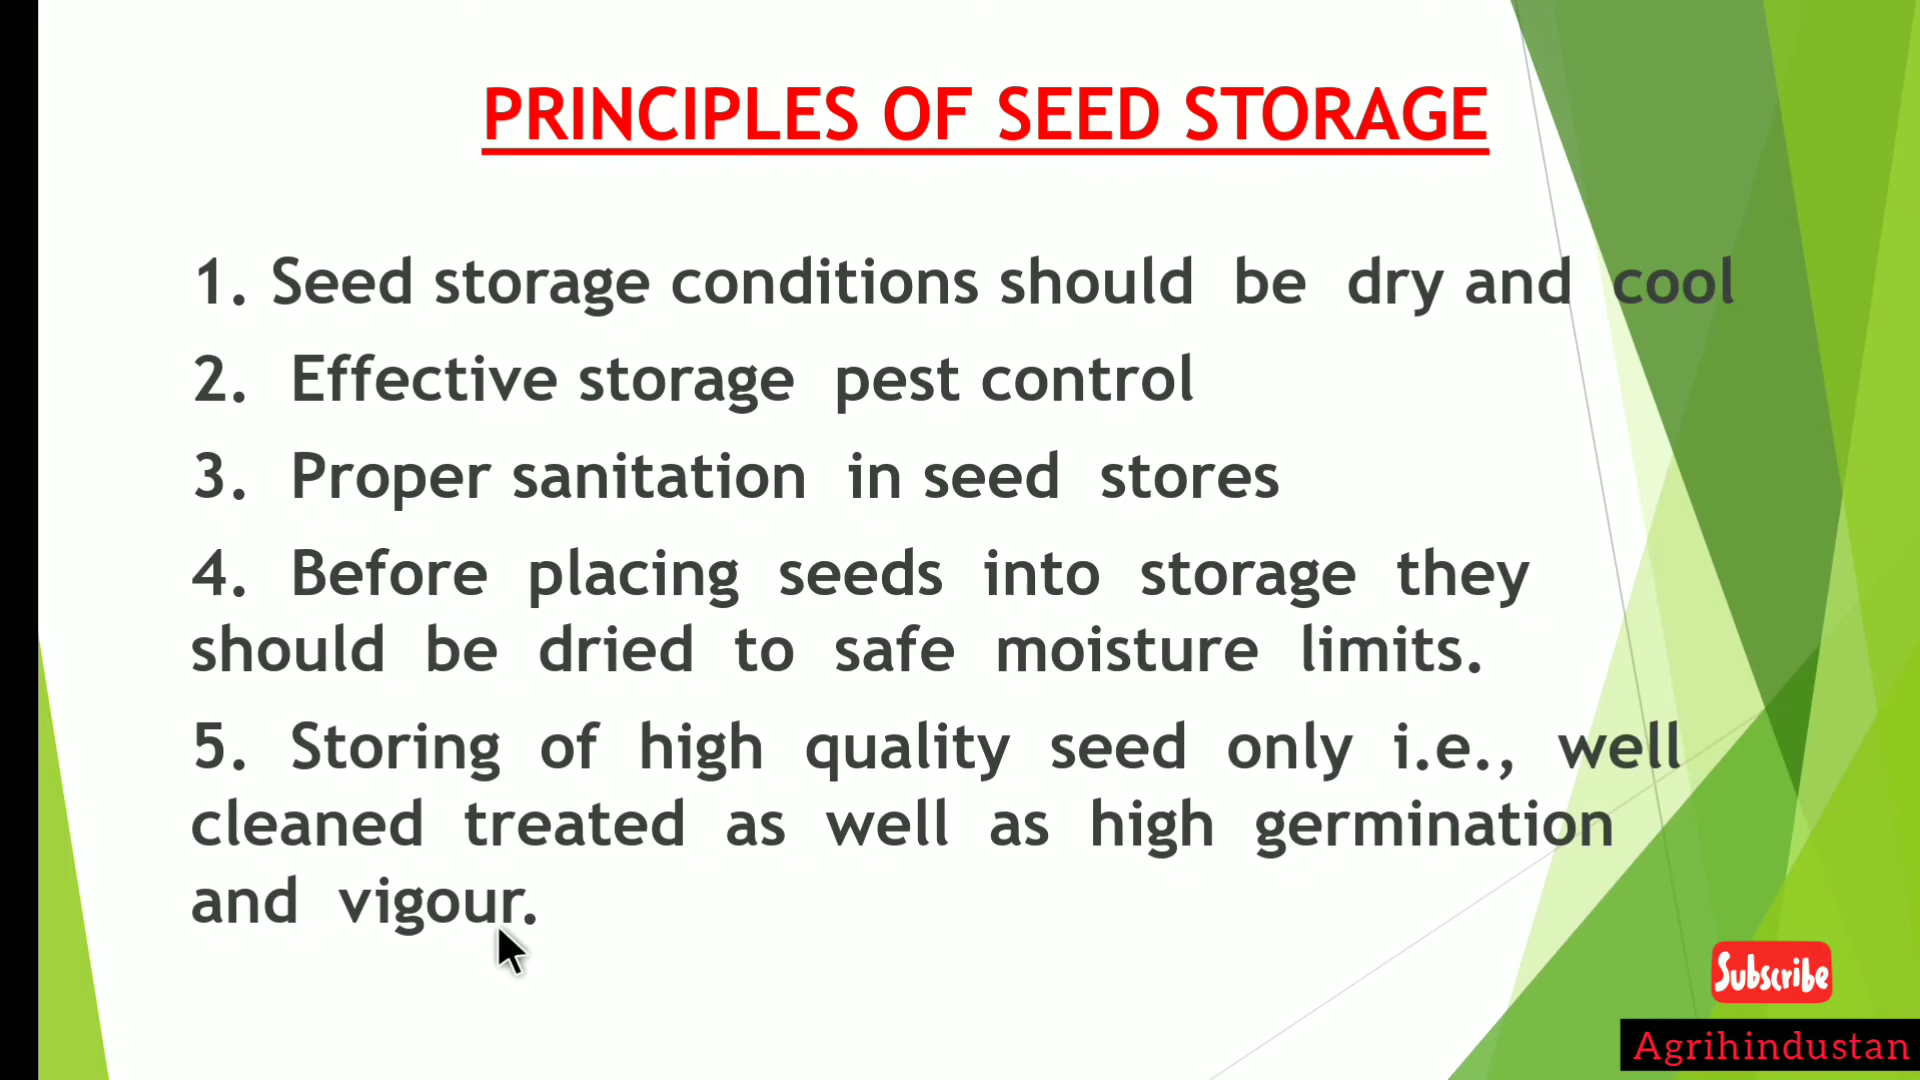 PRINCIPLES OF SEED STORAGE
1. Seed storage conditions should be dry and cool
2. Effective storage pest control
3. Proper sanitation in seed stores
4. Before placing seeds into storage they
should be dried to safe moisture limits.
5. Storing of high quality seed only i.e., well
cleaned treated as well as high germination
and vigour.
Subscribe
Agrihindustan